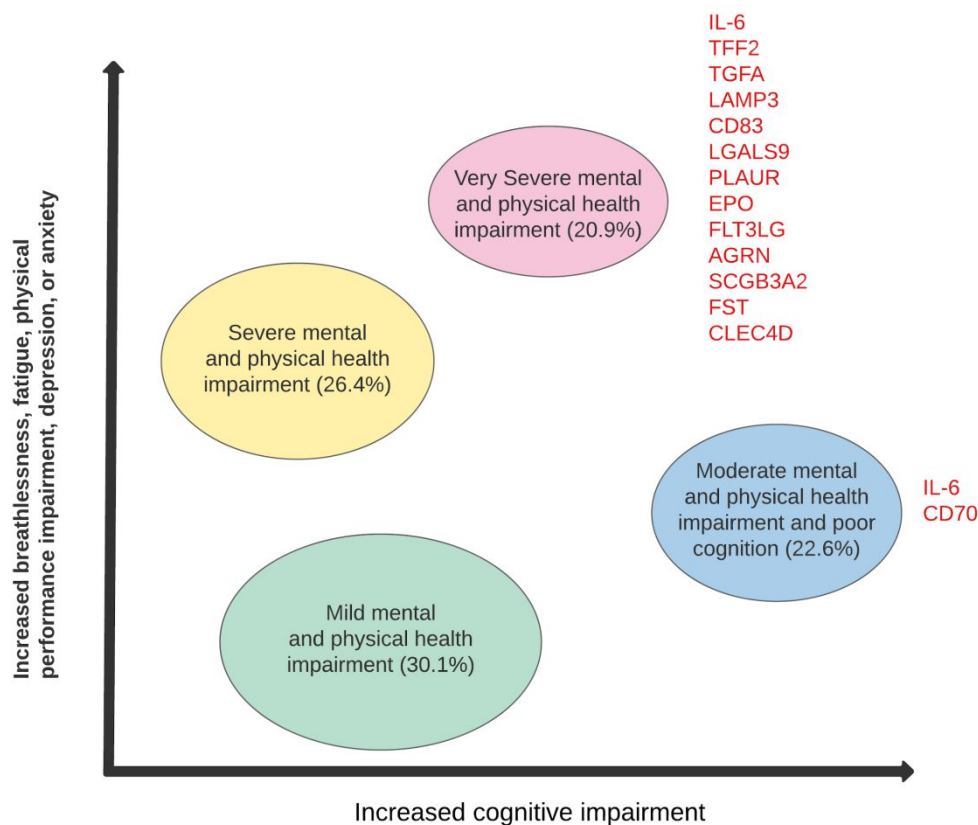 IL-6
TFF2
TGFA
LAMP3
CD83
LGALS9
PLAUR
EPO
FLT3LG
AGRN
SCGB3A2
FST
CLEC4D
Very Severe mental
and physical health
impairment (20.9%)
Severe mental
and physical health
impairment (26.4%)
Moderate mental
and physical health
impairment and poor
cognition (22.6%)
IL-6
CD70
Mild mental
and physical health
impairment (30.1%)
Increased breathlessness, fatigue, physical
performance impairment, depression, or anxiety
Increased cognitive impairment